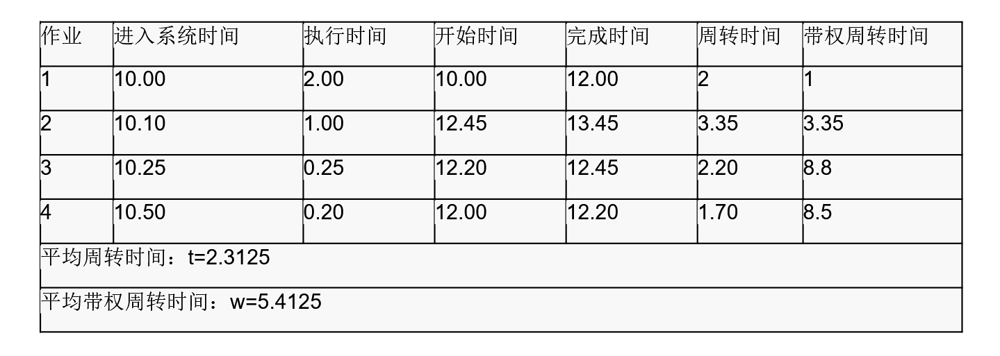 作业 进入系统时间 执行时间 开始时间 完成时间 周转时间 带权周转时间
1 10.00 2.00 10.00 12.00 2 1
2 10.10 1.00 12.45 13.45 3.35 3.35
3 10.25 0.25 12.20 12.45 2.20 8.8
4 10.50 0.20 12.00 12.20 1.70 8.5
平均周转时间：t=2.3125
平均带权周转时间：w=5.4125